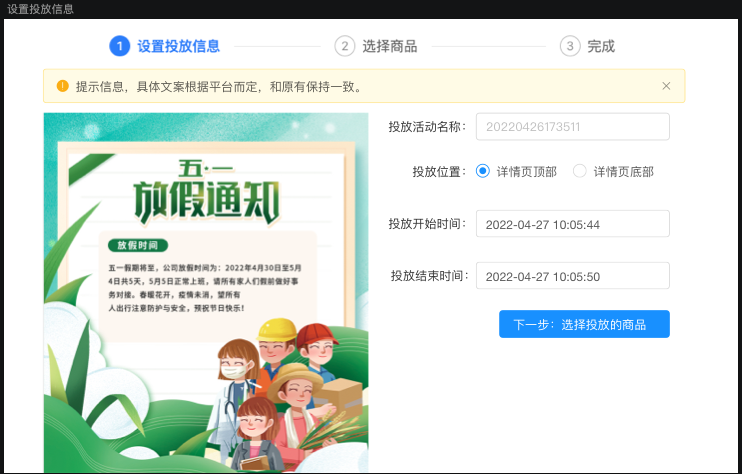 设置投放信息
1 设置投放信息
2 选择商品
3 完成
提示信息，具体文案根据平台而定，和原有保持一致。
五·一
放假通知
放假时间
五一假期将至，公司放假时间为：2022年4月30日至5月
4日共5天，5月5日正常上班，请所有家人们假前做好事
务对接。春暖花开，疫情未消，望所有
人出行注意防护与安全，预祝节日快乐！
投放活动名称： 20220426173511
投放位置： 详情页顶部 详情页底部
投放开始时间： 2022-04-27 10:05:44
投放结束时间： 2022-04-27 10:05:50
下一步：选择投放的商品